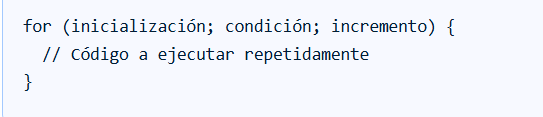 for (inicialización; condición; incremento) {
  // Código a ejecutar repetidamente
}